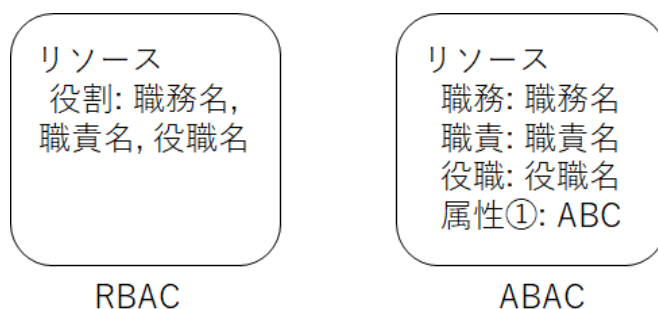 リソース
役割: 職務名,
職責名, 役職名
RBAC
リソース
職務: 職務名
職責: 職責名
役職: 役職名
属性①: ABC
ABAC